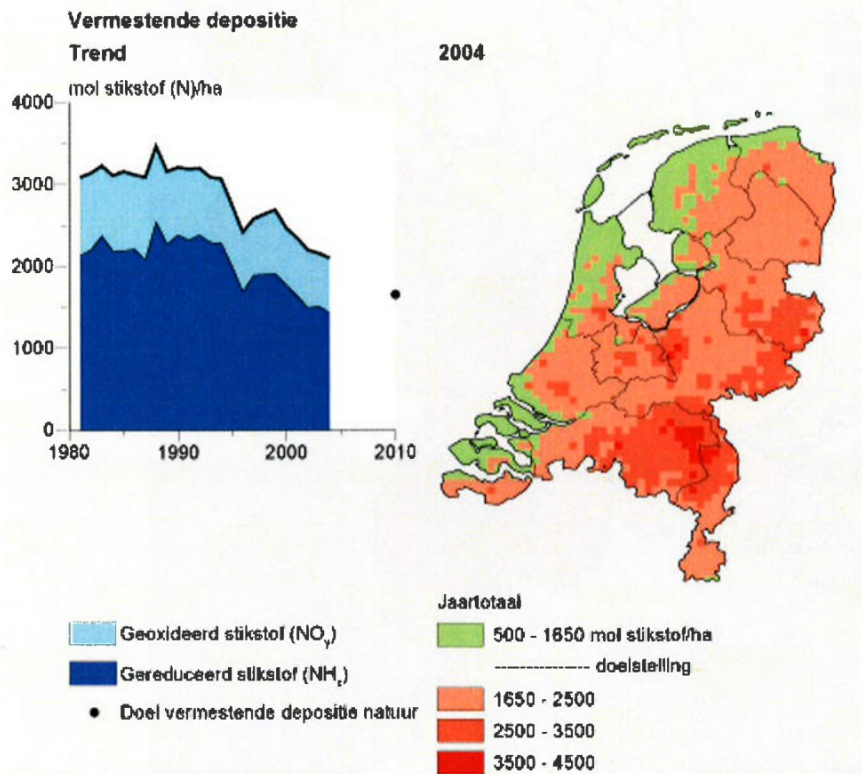 Vermestende depositie
Trend
mol stikstof (N)/ha
4000
3000
2000
1000
0
1980
1990
2000
2010
Geoxideerd stikstof (NOy)
Gereduceerd stikstof (NHx)
Doel vermestende depositie natuur
2004
Jaartotaal
500 - 1650 mol stikstof/ha
doelstelling
1650 - 2500
2500 - 3500
3500 - 4500